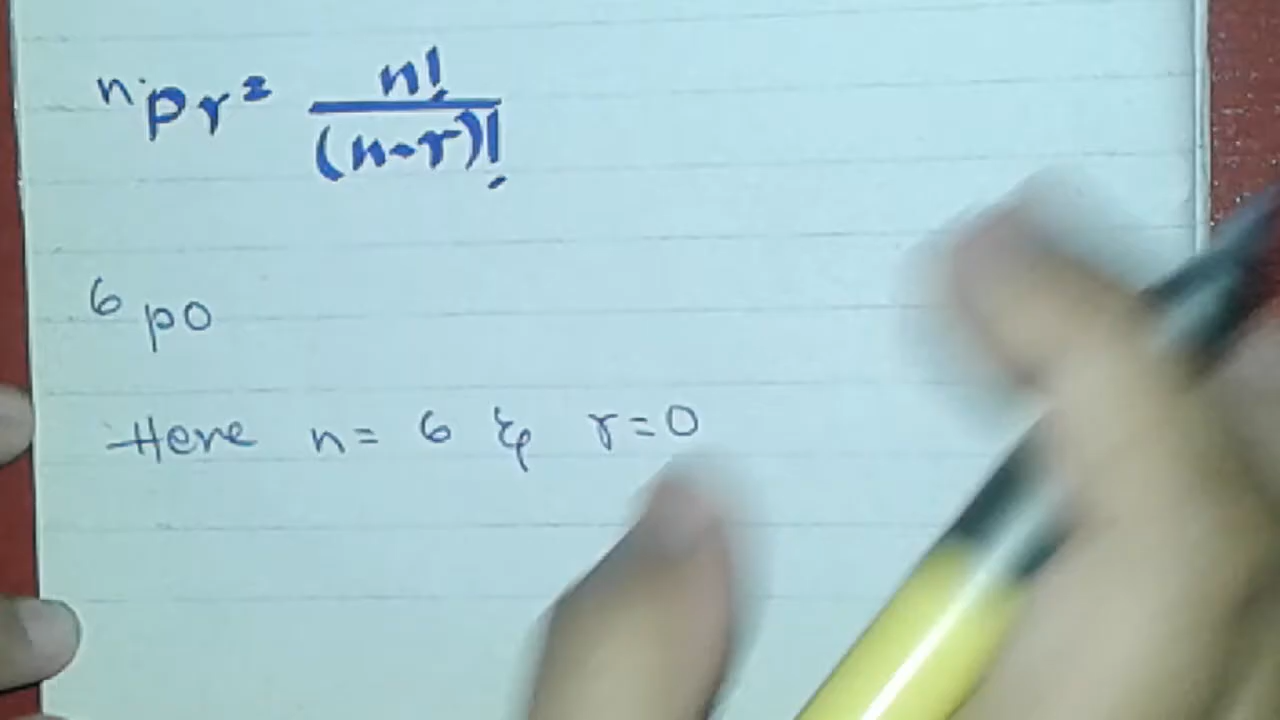 ⁿPr = n!/(n-r)!
⁶p0
Here n= 6 & r=0